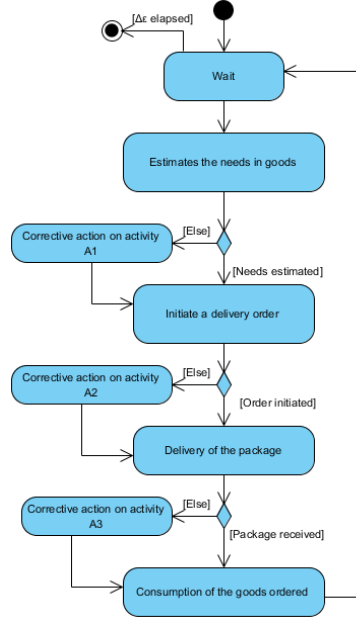 [Δε elapsed]
Wait
Estimates the needs in goods
[Else]
Corrective action on activity
A1
[Needs estimated]
Initiate a delivery order
[Else]
Corrective action on activity
A2
[Order initiated]
Delivery of the package
[Else]
Corrective action on activity
A3
[Package received]
Consumption of the goods ordered